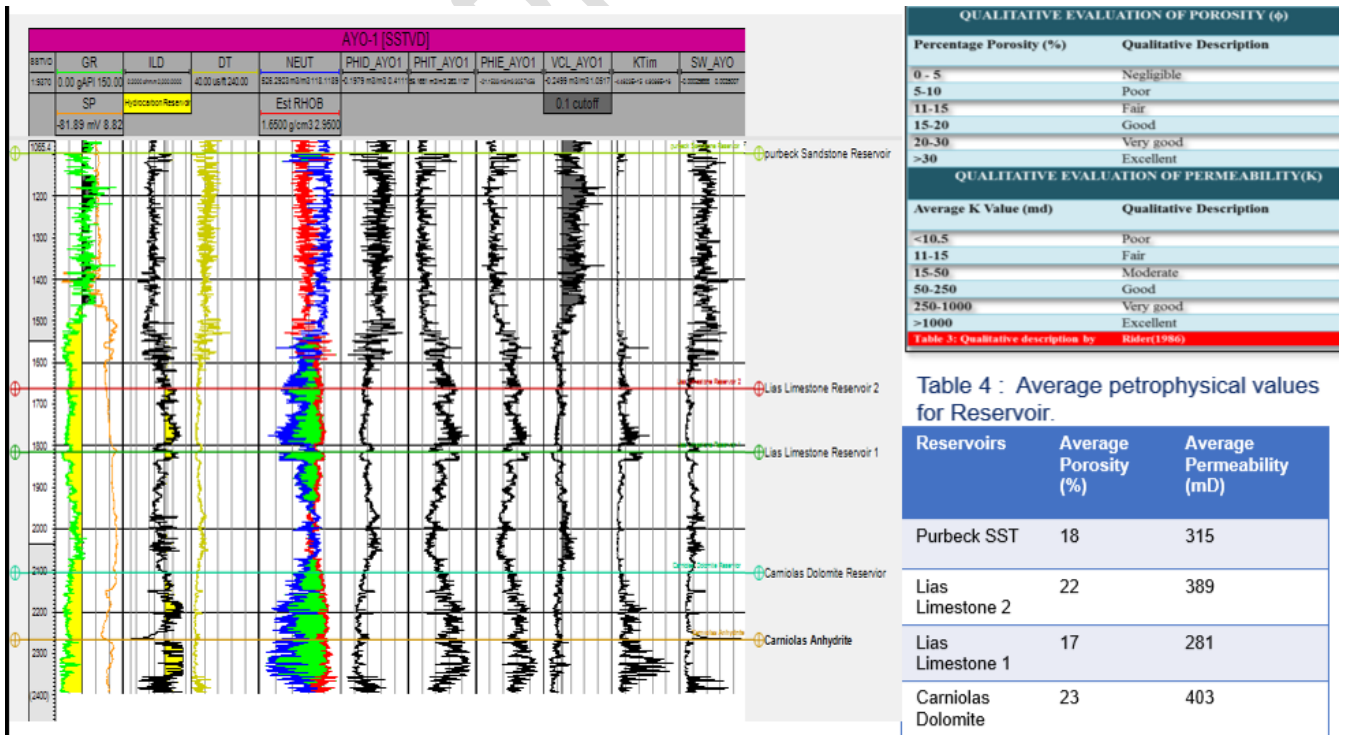 AYO-1 [SSTVD]
SSTVD GR ILD DT NEUT PHID_AYO1 PHIT_AYO1 PHIE_AYO1 VCL_AYO1 KTim SW_AYO
0.00 gAPI 150.00 40.00 us/ft 240.00
SP Hydrocarbon Reservoir Est RHOB 0.1 cutoff
-81.89 mV 8.82 1.6500 g/cm3 2.9500
1065.4
purbeck Sandstone Reservoir
1200
1300
1400
1500
1600
Lias Limestone Reservoir 2
1700
1800
Lias Limestone Reservoir 1
1900
2000
2100
Carniolas Dolomite Reservior
2200
Carniolas Anhydrite
2300
(2400)
QUALITATIVE EVALUATION OF POROSITY (ϕ)
Percentage Porosity (%) Qualitative Description
0 - 5 Negligible
5-10 Poor
11-15 Fair
15-20 Good
20-30 Very good
>30 Excellent
QUALITATIVE EVALUATION OF PERMEABILITY(K)
Average K Value (md) Qualitative Description
<10.5 Poor
11-15 Fair
15-50 Moderate
50-250 Good
250-1000 Very good
>1000 Excellent
Table 3: Qualitative description by Rider(1986)
Table 4 : Average petrophysical values
for Reservoir.
Reservoirs Average Porosity (%) Average Permeability (mD)
Purbeck SST 18 315
Lias Limestone 2 22 389
Lias Limestone 1 17 281
Carniolas Dolomite 23 403